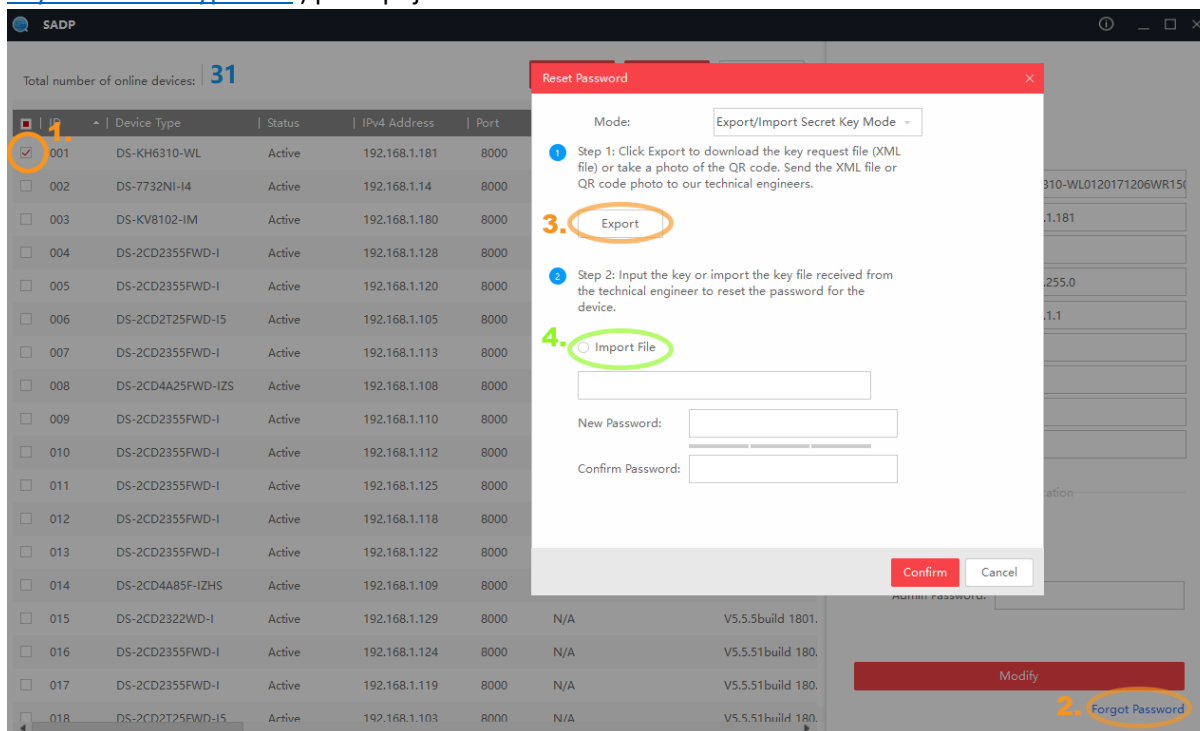 SADP
Total number of online devices: 31
ID | Device Type | Status | IPv4 Address | Port
1.
001 DS-KH6310-WL Active 192.168.1.181 8000
002 DS-7732NI-I4 Active 192.168.1.14 8000
003 DS-KV8102-IM Active 192.168.1.180 8000
004 DS-2CD2355FWD-I Active 192.168.1.128 8000
005 DS-2CD2355FWD-I Active 192.168.1.120 8000
006 DS-2CD2T25FWD-I5 Active 192.168.1.105 8000
007 DS-2CD2355FWD-I Active 192.168.1.113 8000
008 DS-2CD4A25FWD-IZS Active 192.168.1.108 8000
009 DS-2CD2355FWD-I Active 192.168.1.110 8000
010 DS-2CD2355FWD-I Active 192.168.1.112 8000
011 DS-2CD2355FWD-I Active 192.168.1.125 8000
012 DS-2CD2355FWD-I Active 192.168.1.118 8000
013 DS-2CD2355FWD-I Active 192.168.1.122 8000
014 DS-2CD4A85F-IZHS Active 192.168.1.109 8000
015 DS-2CD2322WD-I Active 192.168.1.129 8000 N/A V5.5.5build 1801.
016 DS-2CD2355FWD-I Active 192.168.1.124 8000 N/A V5.5.51build 180.
017 DS-2CD2355FWD-I Active 192.168.1.119 8000 N/A V5.5.51build 180.
018 DS-2CD2T25FWD-I5 Active 192.168.1.103 8000 N/A V5.5.51build 180.
Reset Password
Mode: Export/Import Secret Key Mode
1 Step 1: Click Export to download the key request file (XML
file) or take a photo of the QR code. Send the XML file or
QR code photo to our technical engineers.
3. Export
2 Step 2: Input the key or import the key file received from
the technical engineer to reset the password for the
device.
4. Import File
New Password:
Confirm Password:
Confirm Cancel
310-WL0120171206WR150
.1.181
.255.0
.1.1
ation
Admin Password:
Modify
2. Forgot Password